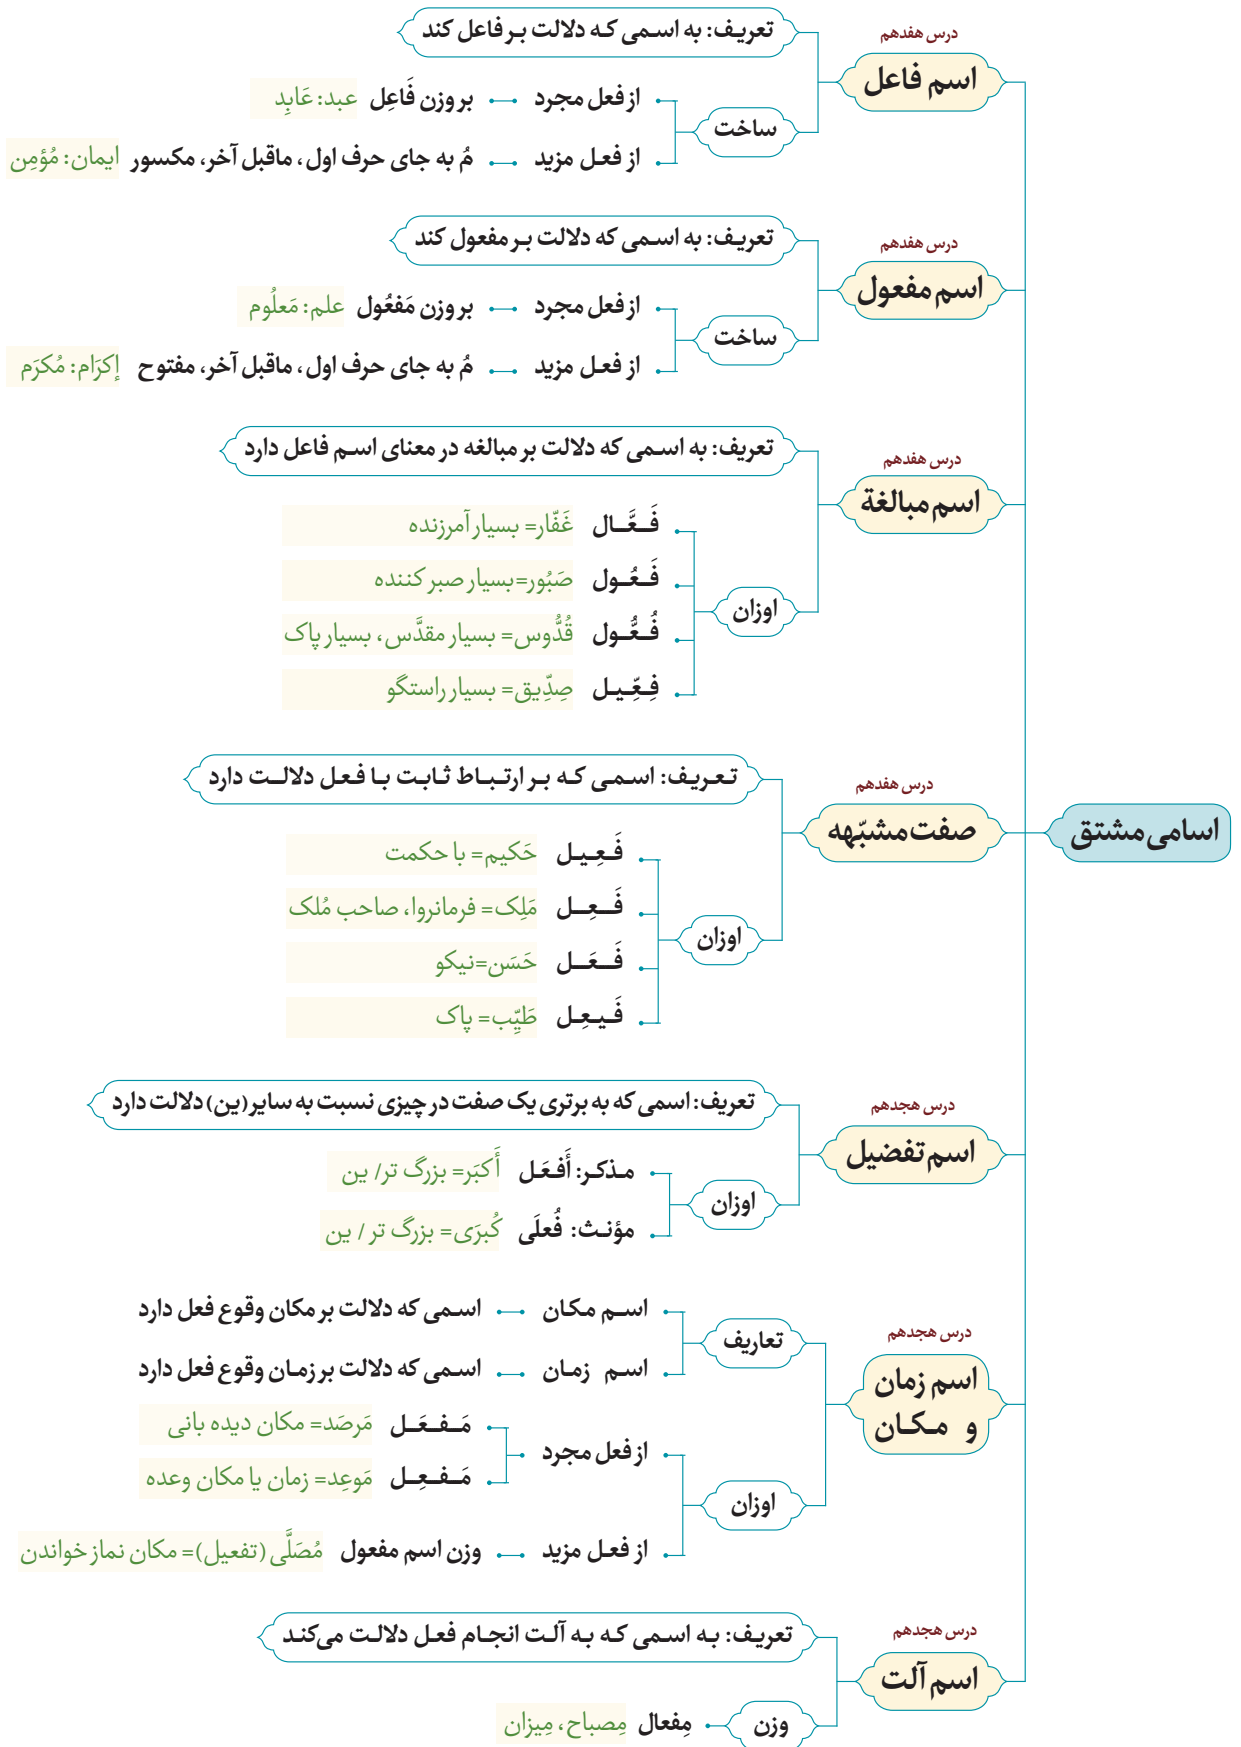 اسامی مشتق
درس هفدهم
اسم فاعل
تعریف: به اسمی که دلالت بر فاعل کند
ساخت
از فعل مجرد بر وزن فَاعِل عبد: عَابِد
از فعل مزید مُ به جای حرف اول، ماقبل آخر، مکسور ایمان: مُؤمِن
درس هفدهم
اسم مفعول
تعریف: به اسمی که دلالت بر مفعول کند
ساخت
از فعل مجرد بر وزن مَفعُول علم: مَعلُوم
از فعل مزید مُ به جای حرف اول، ماقبل آخر، مفتوح إکرَام: مُکرَم
درس هفدهم
اسم مبالغة
تعریف: به اسمی که دلالت بر مبالغه در معنای اسم فاعل دارد
اوزان
فَعَّال غَفّار= بسیار آمرزنده
فَعُول صَبُور=بسیار صبر کننده
فُعُّول قُدُّوس= بسیار مقدَّس، بسیار پاک
فِعِّیل صِدِّیق= بسیار راستگو
درس هفدهم
صفت مشبّهه
تعریف: اسمی که بر ارتباط ثابت با فعل دلالت دارد
اوزان
فَعِیل حَکیم= با حکمت
فَعِل مَلِک= فرمانروا، صاحب مُلک
فَعَل حَسَن=نیکو
فَیعِل طَیِّب= پاک
درس هجدهم
اسم تفضیل
تعریف: اسمی که به برتری یک صفت در چیزی نسبت به سایر(ین) دلالت دارد
اوزان
مذکر: أَفعَل أَکبَر= بزرگ تر/ ین
مؤنث: فُعلَی کُبرَی= بزرگ تر / ین
درس هجدهم
اسم زمان
و مکان
تعاریف
اسم مکان اسمی که دلالت بر مکان وقوع فعل دارد
اسم زمان اسمی که دلالت بر زمان وقوع فعل دارد
اوزان
از فعل مجرد
مَفعَل مَرصَد= مکان دیده بانی
مَفعِل مَوعِد= زمان یا مکان وعده
از فعل مزید وزن اسم مفعول مُصَلَّی (تفعیل)= مکان نماز خواندن
درس هجدهم
اسم آلت
تعریف: به اسمی که به آلت انجام فعل دلالت می‌کند
وزن
مِفعال مِصباح، مِیزان